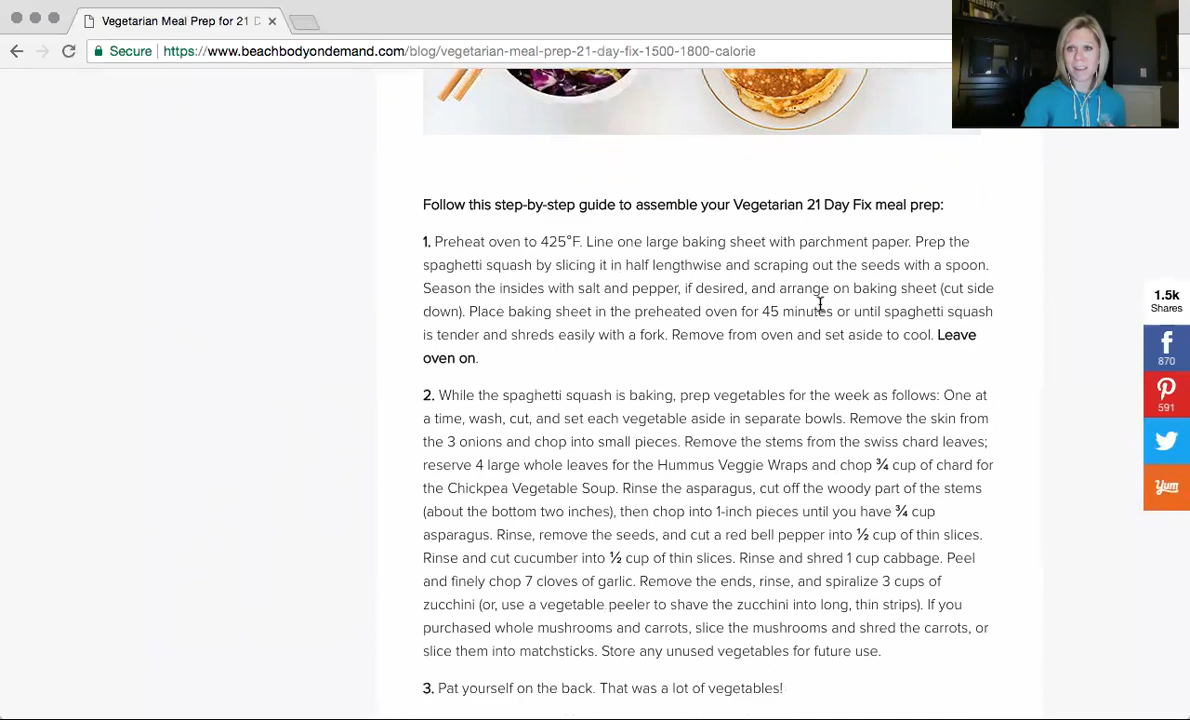 Vegetarian Meal Prep for 21 D
Secure https://www.beachbodyondemand.com/blog/vegetarian-meal-prep-21-day-fix-1500-1800-calorie
Follow this step-by-step guide to assemble your Vegetarian 21 Day Fix meal prep:
1. Preheat oven to 425°F. Line one large baking sheet with parchment paper. Prep the
spaghetti squash by slicing it in half lengthwise and scraping out the seeds with a spoon.
Season the insides with salt and pepper, if desired, and arrange on baking sheet (cut side
down). Place baking sheet in the preheated oven for 45 minutes or until spaghetti squash
is tender and shreds easily with a fork. Remove from oven and set aside to cool. Leave
oven on.
2. While the spaghetti squash is baking, prep vegetables for the week as follows: One at
a time, wash, cut, and set each vegetable aside in separate bowls. Remove the skin from
the 3 onions and chop into small pieces. Remove the stems from the swiss chard leaves;
reserve 4 large whole leaves for the Hummus Veggie Wraps and chop ¾ cup of chard for
the Chickpea Vegetable Soup. Rinse the asparagus, cut off the woody part of the stems
(about the bottom two inches), then chop into 1-inch pieces until you have ¾ cup
asparagus. Rinse, remove the seeds, and cut a red bell pepper into ½ cup of thin slices.
Rinse and cut cucumber into ½ cup of thin slices. Rinse and shred 1 cup cabbage. Peel
and finely chop 7 cloves of garlic. Remove the ends, rinse, and spiralize 3 cups of
zucchini (or, use a vegetable peeler to shave the zucchini into long, thin strips). If you
purchased whole mushrooms and carrots, slice the mushrooms and shred the carrots, or
slice them into matchsticks. Store any unused vegetables for future use.
3. Pat yourself on the back. That was a lot of vegetables!
1.5k
Shares
870
591
Yum